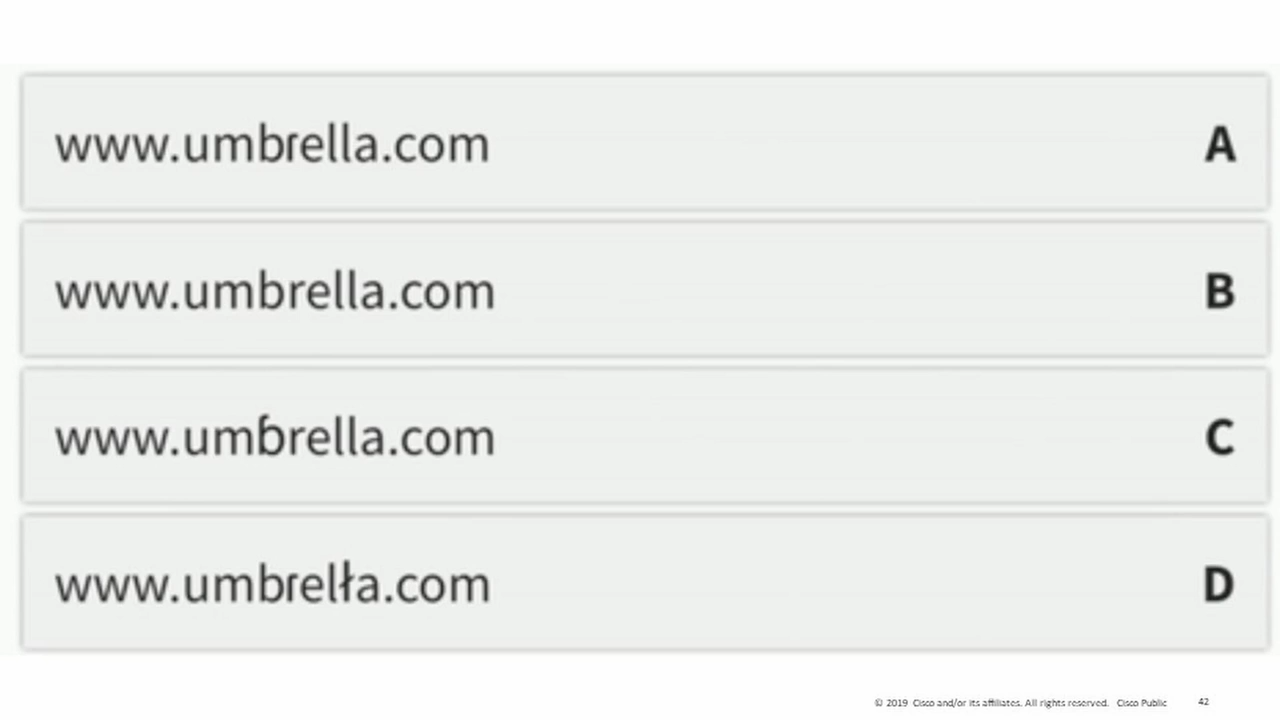 www.umbrella.com A
www.umbrella.com B
www.umɓrella.com C
www.umbrelła.com D
© 2019 Cisco and/or its affiliates. All rights reserved. Cisco Public 42